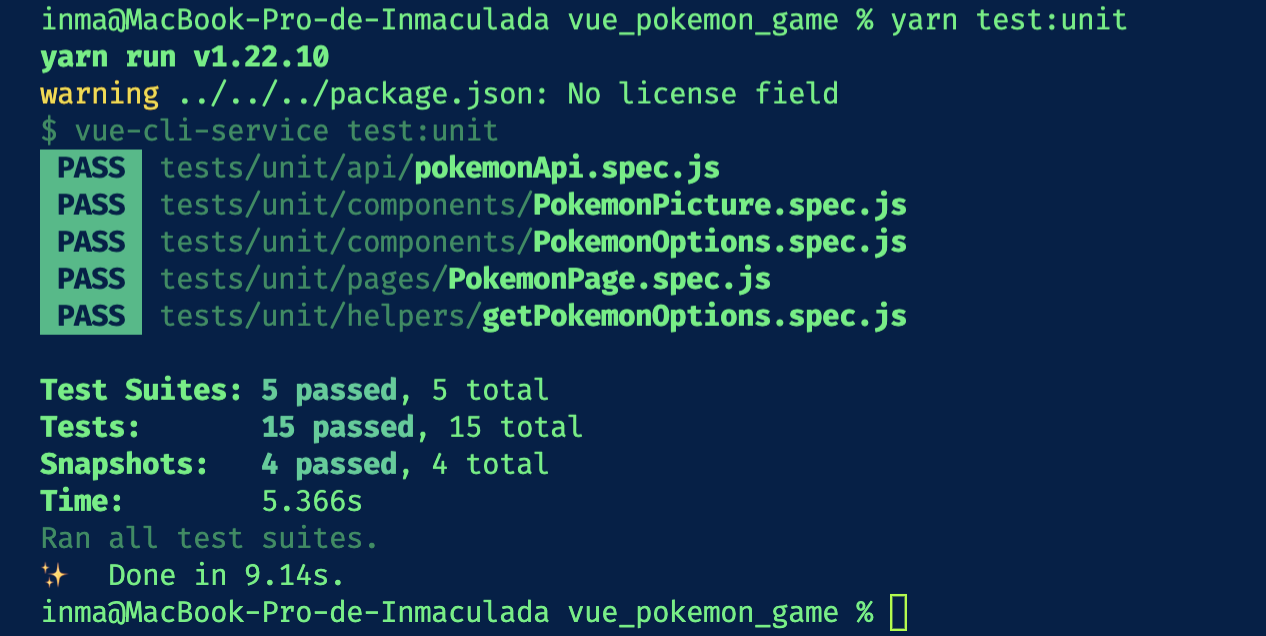 inma@MacBook-Pro-de-Inmaculada vue_pokemon_game % yarn test:unit
yarn run v1.22.10
warning ../../../package.json: No license field
$ vue-cli-service test:unit
PASS tests/unit/api/pokemonApi.spec.js
PASS tests/unit/components/PokemonPicture.spec.js
PASS tests/unit/components/PokemonOptions.spec.js
PASS tests/unit/pages/PokemonPage.spec.js
PASS tests/unit/helpers/getPokemonOptions.spec.js
Test Suites: 5 passed, 5 total
Tests: 15 passed, 15 total
Snapshots: 4 passed, 4 total
Time: 5.366s
Ran all test suites.
✨ Done in 9.14s.
inma@MacBook-Pro-de-Inmaculada vue_pokemon_game %